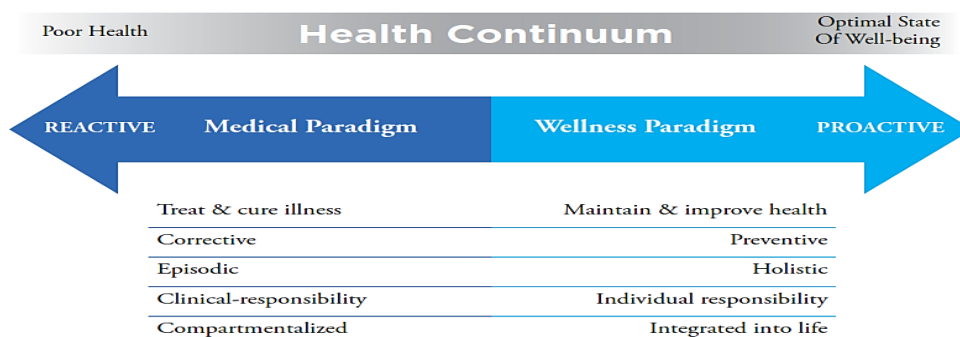 Poor Health
Health Continuum
Optimal State
Of Well-being
REACTIVE
Medical Paradigm
Wellness Paradigm
PROACTIVE
Treat & cure illness
Maintain & improve health
Corrective
Preventive
Episodic
Holistic
Clinical-responsibility
Individual responsibility
Compartmentalized
Integrated into life